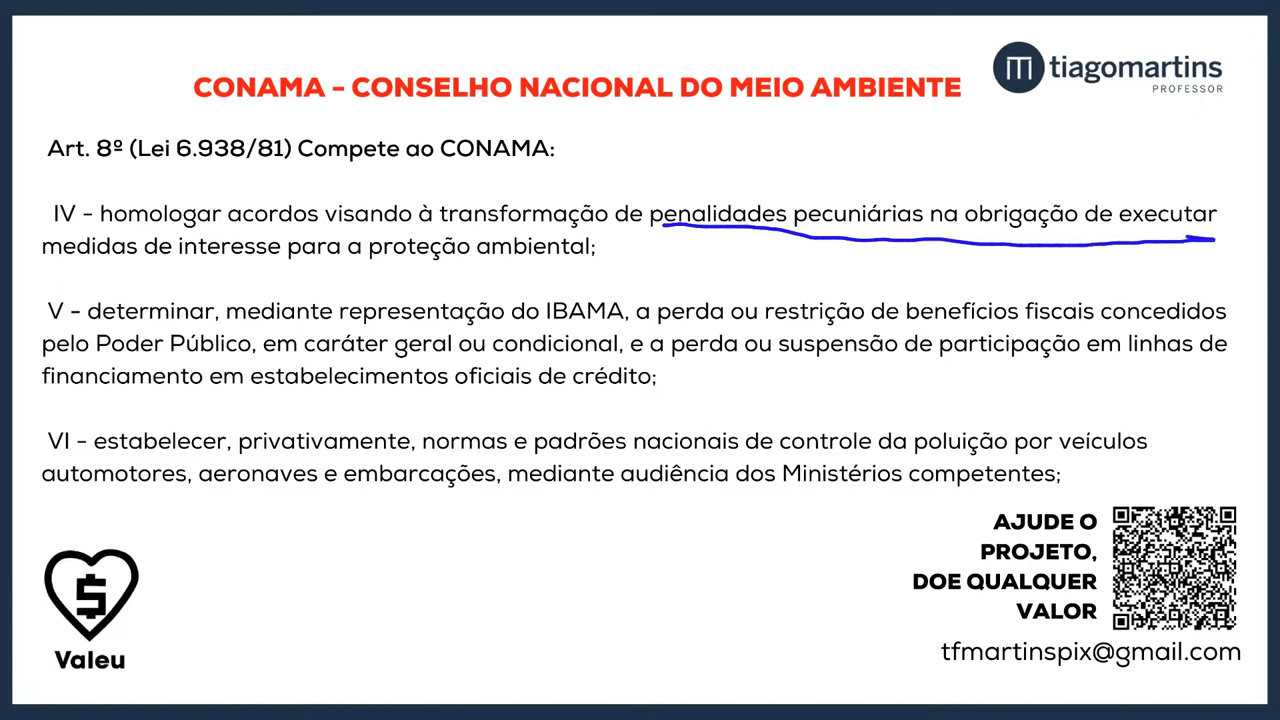 CONAMA - CONSELHO NACIONAL DO MEIO AMBIENTE
tiagomartins
PROFESSOR
Art. 8º (Lei 6.938/81) Compete ao CONAMA:
IV - homologar acordos visando à transformação de penalidades pecuniárias na obrigação de executar
medidas de interesse para a proteção ambiental;
V - determinar, mediante representação do IBAMA, a perda ou restrição de benefícios fiscais concedidos
pelo Poder Público, em caráter geral ou condicional, e a perda ou suspensão de participação em linhas de
financiamento em estabelecimentos oficiais de crédito;
VI - estabelecer, privativamente, normas e padrões nacionais de controle da poluição por veículos
automotores, aeronaves e embarcações, mediante audiência dos Ministérios competentes;
AJUDE O
PROJETO,
DOE QUALQUER
VALOR
tfmartinspix@gmail.com
$
Valeu